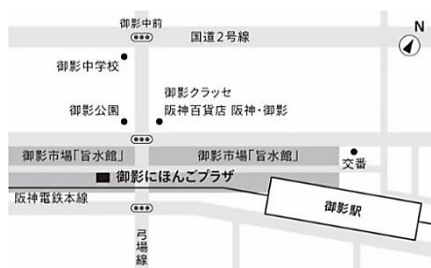 御影中前
国道2号線
N
御影中学校
御影クラッセ
御影公園
阪神百貨店 阪神・御影
御影市場「旨水館」
御影市場「旨水館」
交番
御影にほんごプラザ
阪神電鉄本線
御影駅
弓場線